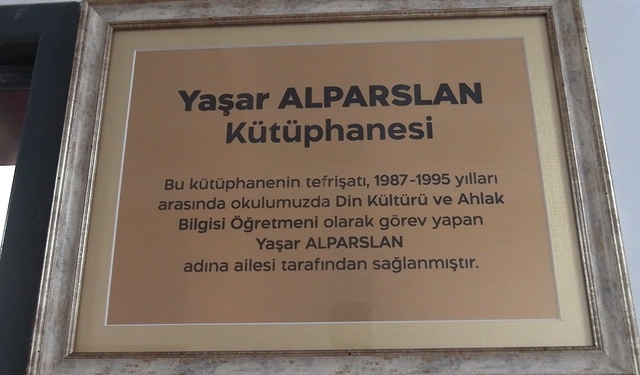 Yaşar ALPARSLAN
Kütüphanesi
Bu kütüphanenin tefrişatı, 1987-1995 yılları
arasında okulumuzda Din Kültürü ve Ahlak
Bilgisi Öğretmeni olarak görev yapan
Yaşar ALPARSLAN
adına ailesi tarafından sağlanmıştır.